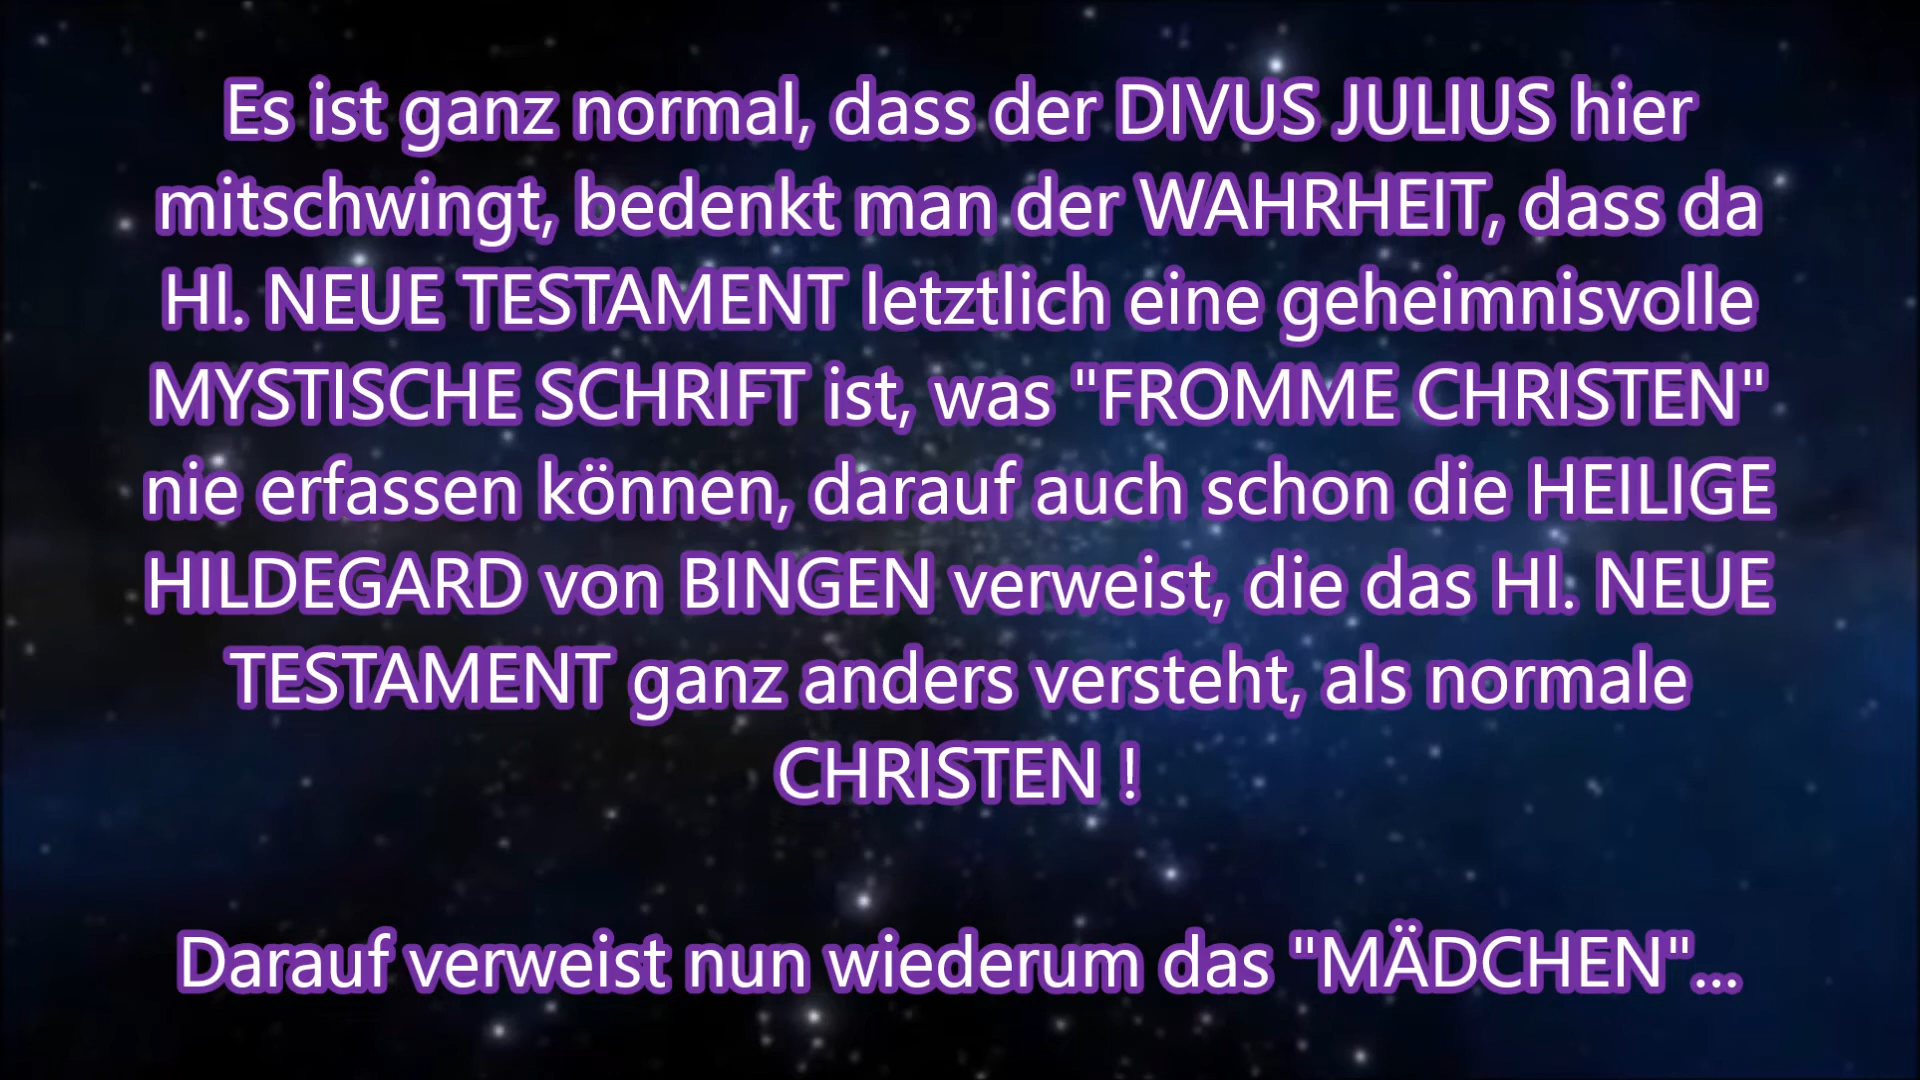 Es ist ganz normal, dass der DIVUS JULIUS hier
mitschwingt, bedenkt man der WAHRHEIT, dass da
Hl. NEUE TESTAMENT letztlich eine geheimnisvolle
MYSTISCHE SCHRIFT ist, was "FROMME CHRISTEN"
nie erfassen können, darauf auch schon die HEILIGE
HILDEGARD von BINGEN verweist, die das Hl. NEUE
TESTAMENT ganz anders versteht, als normale
CHRISTEN !
Darauf verweist nun wiederum das "MÄDCHEN"...